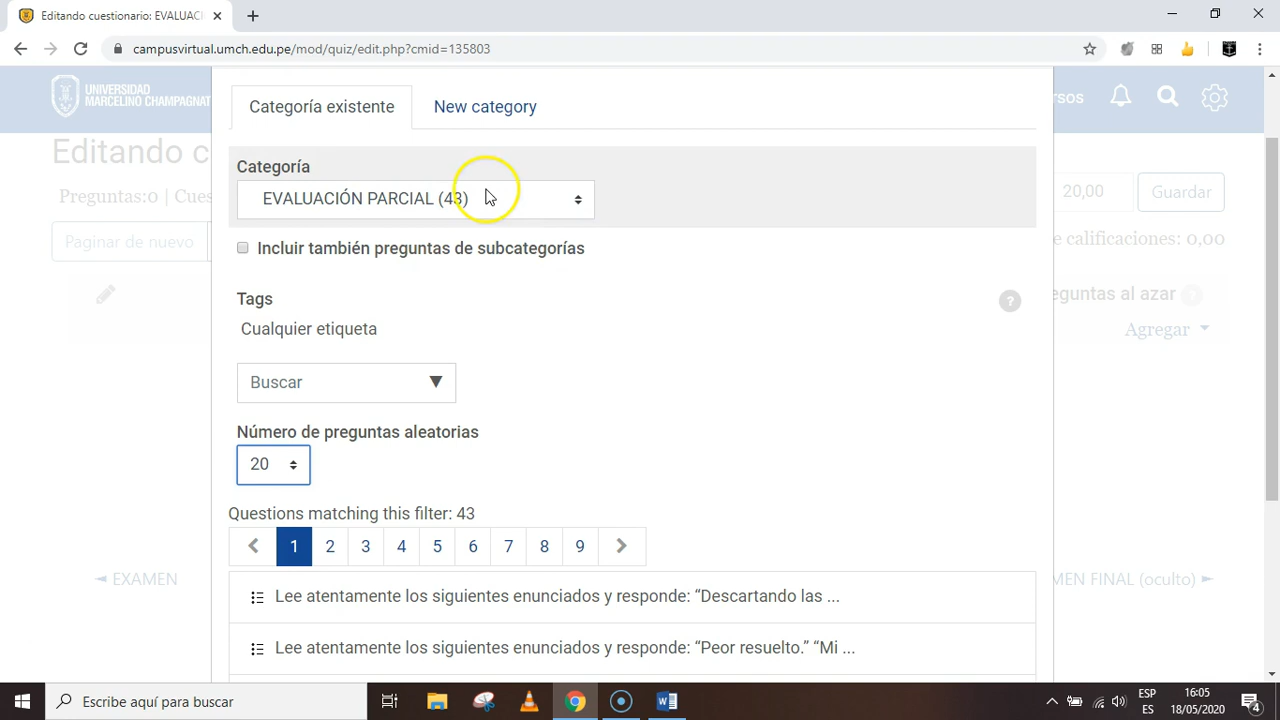 Editando cuestionario: EVALUACI
campusvirtual.umch.edu.pe/mod/quiz/edit.php?cmid=135803
UNIVERSIDAD
MARCELINO CHAMPAGNAT
Categoría existente
New category
rsos
Editando c
Categoría
EVALUACIÓN PARCIAL (43)
Preguntas:0 | Cues
20,00
Guardar
Paginar de nuevo
e calificaciones: 0,00
Incluir también preguntas de subcategorías
Tags
?
Cualquier etiqueta
eguntas al azar ?
Agregar
Buscar
Número de preguntas aleatorias
20
Questions matching this filter: 43
1 2 3 4 5 6 7 8 9
◄ EXAMEN
MEN FINAL (oculto) ►
Lee atentamente los siguientes enunciados y responde: “Descartando las ...
Lee atentamente los siguientes enunciados y responde: “Peor resuelto.” “Mi ...
Escribe aquí para buscar
ESP
ES
16:05
18/05/2020
4